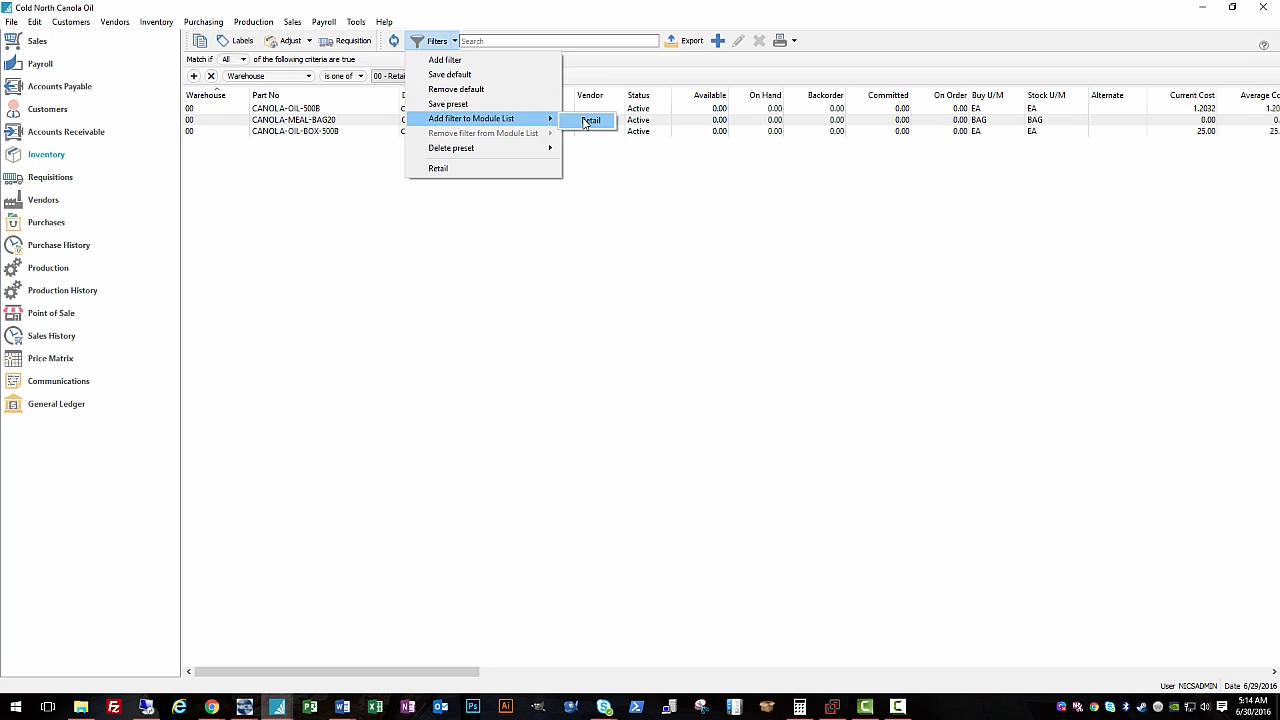 Cold North Canola Oil
File Edit Customers Vendors Inventory Purchasing Production Sales Payroll Tools Help
Labels Adjust Requisition Filters Search Export
Match if All of the following criteria are true
Warehouse is one of 00 - Retai
Warehouse Part No Vendor Status Available On Hand Backorder Committed On Order Buy U/M Stock U/M Alternate Current Cost Average Co
00 CANOLA-OIL-500B Active 0.00 0.00 0.00 0.00 0.00 EA EA 1.2032 1.20
00 CANOLA-MEAL-BAG20 Active 0.00 0.00 0.00 0.00 0.00 BAG BAG 0.00 0.
00 CANOLA-OIL-BOX-500B Active 0.00 0.00 0.00 0.00 0.00 EA EA 25.00 25.
Add filter
Save default
Remove default
Save preset
Add filter to Module List
Remove filter from Module List
Delete preset
Retail
Sales
Payroll
Accounts Payable
Customers
Accounts Receivable
Inventory
Requisitions
Vendors
Purchases
Purchase History
Production
Production History
Point of Sale
Sales History
Price Matrix
Communications
General Ledger
User NICSADMIN Date 6/29/20
5:14 AM
6/30/2016